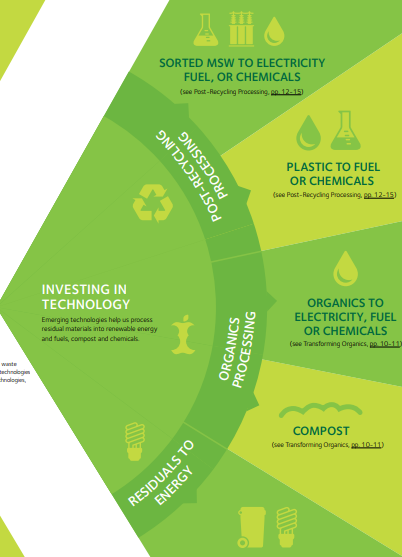 SORTED MSW TO ELECTRICITY
FUEL, OR CHEMICALS
(see Post-Recycling Processing, pp. 12–15)
POST-RECYCLING
PROCESSING
PLASTIC TO FUEL
OR CHEMICALS
(see Post-Recycling Processing, pp. 12–15)
INVESTING IN
TECHNOLOGY
Emerging technologies help us process
residual materials into renewable energy
and fuels, compost and chemicals.
ORGANICS
PROCESSING
ORGANICS TO
ELECTRICITY, FUEL
OR CHEMICALS
(see Transforming Organics, pp. 10-11)
waste
technologies
hnologies,
COMPOST
(see Transforming Organics, pp. 10–11)
RESIDUALS TO
ENERGY